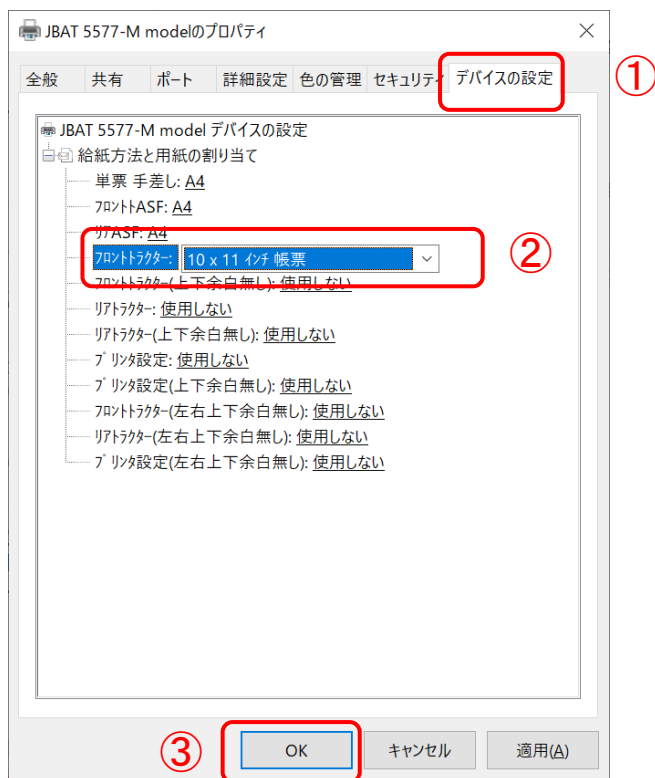 JBAT 5577-M modelのプロパティ
全般 共有 ポート 詳細設定 色の管理 セキュリティ デバイスの設定 ①
JBAT 5577-M model デバイスの設定
給紙方法と用紙の割り当て
単票 手差し: A4
フロントASF: A4
リアASF: A4
フロントトラクター: 10 x 11 インチ 帳票 ②
フロントトラクター(上下余白無し): 使用しない
リアトラクター: 使用しない
リアトラクター(上下余白無し): 使用しない
プリンタ設定: 使用しない
プリンタ設定(上下余白無し): 使用しない
フロントトラクター(左右上下余白無し): 使用しない
リアトラクター(左右上下余白無し): 使用しない
プリンタ設定(左右上下余白無し): 使用しない
③ OK キャンセル 適用(A)